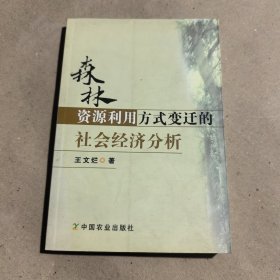 森林
资源利用方式变迁的
社会经济分析
王文烂 著
中国农业出版社